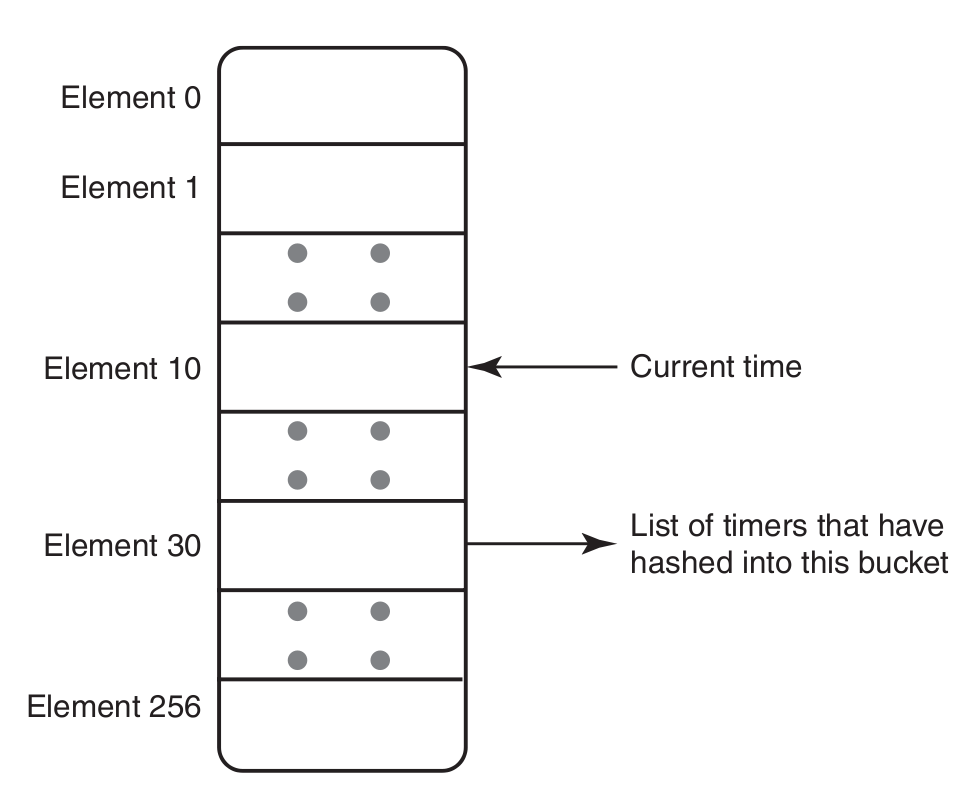 Element 0
Element 1
Element 10
Current time
Element 30
List of timers that have
hashed into this bucket
Element 256